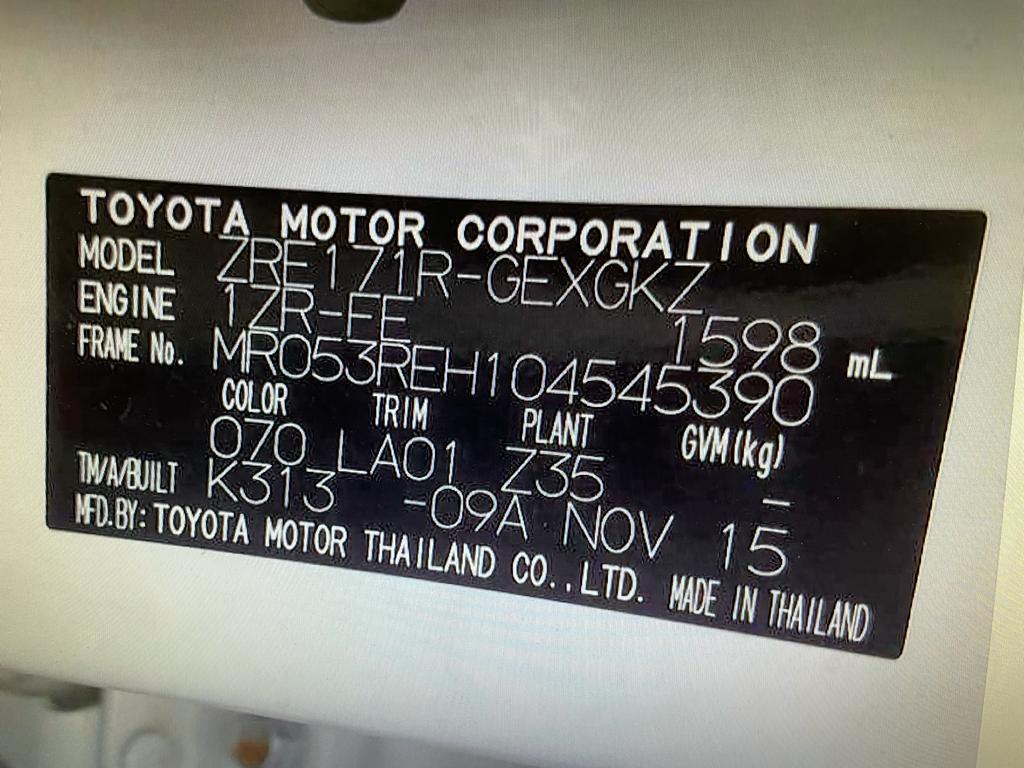 TOYOTA MOTOR CORPORATION
MODEL ZRE171R-GEXGKZ
ENGINE 1ZR-FE 1598 mL
FRAME No. MR053REH104545390
COLOR TRIM PLANT GVM(kg)
070 LA01 Z35 –
TM/A/BUILT K313 -09A NOV 15
MFD.BY: TOYOTA MOTOR THAILAND CO.,LTD. MADE IN THAILAND